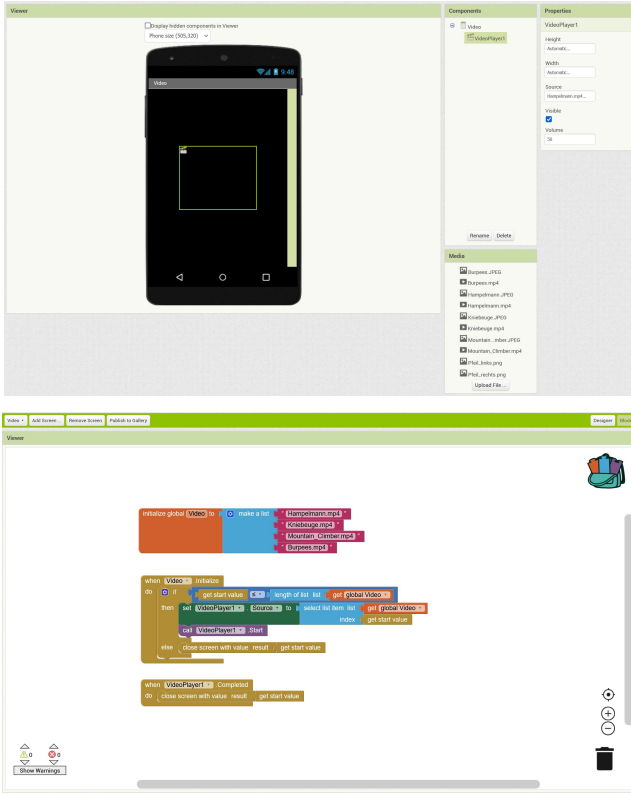 Viewer
Display hidden components in Viewer
Phone size (505,320)
9:48
Video
Components
Video
VideoPlayer1
Rename Delete
Media
Burpees.JPEG
Burpees.mp4
Hampelmann.JPEG
Hampelmann.mp4
Kniebeuge.JPEG
Kniebeuge.mp4
Mountain...mber.JPEG
Mountain_Climber.mp4
Pfeil_links.png
Pfeil_rechts.png
Upload File ...
Properties
VideoPlayer1
Height
Automatic...
Width
Automatic...
Source
Hampelmann.mp4...
Visible
Volume
50
Video Add Screen ... Remove Screen Publish to Gallery Designer
Viewer
initialize global Video to make a list " Hampelmann.mp4 "
" Kniebeuge.mp4 "
" Mountain_Climber.mp4 "
" Burpees.mp4 "
when Video .Initialize
do if get start value ≤ length of list list get global Video
then set VideoPlayer1 . Source to select list item list get global Video
index get start value
call VideoPlayer1 .Start
else close screen with value result get start value
when VideoPlayer1 .Completed
do close screen with value result get start value
0 0
Show Warnings